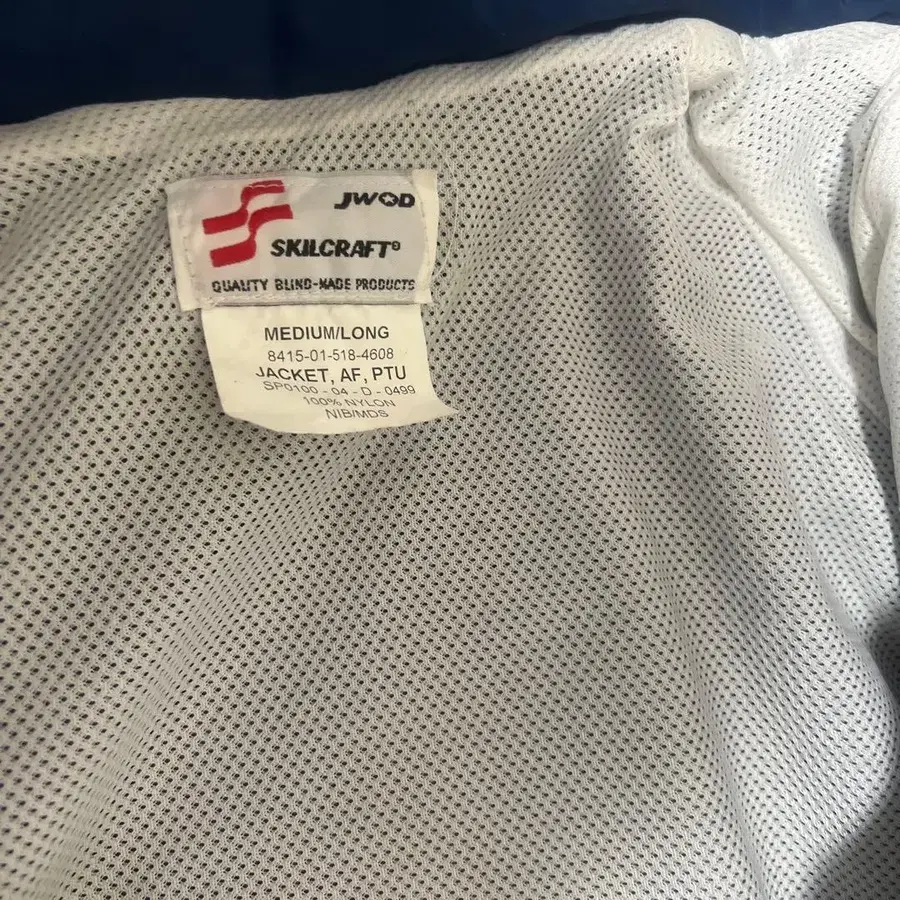 JWOD
SKILCRAFT®
QUALITY BLIND-MADE PRODUCTS
MEDIUM/LONG
8415-01-518-4608
JACKET, AF, PTU
SP0100 - 04 - D - 0499
100% NYLON
NIB/MDS